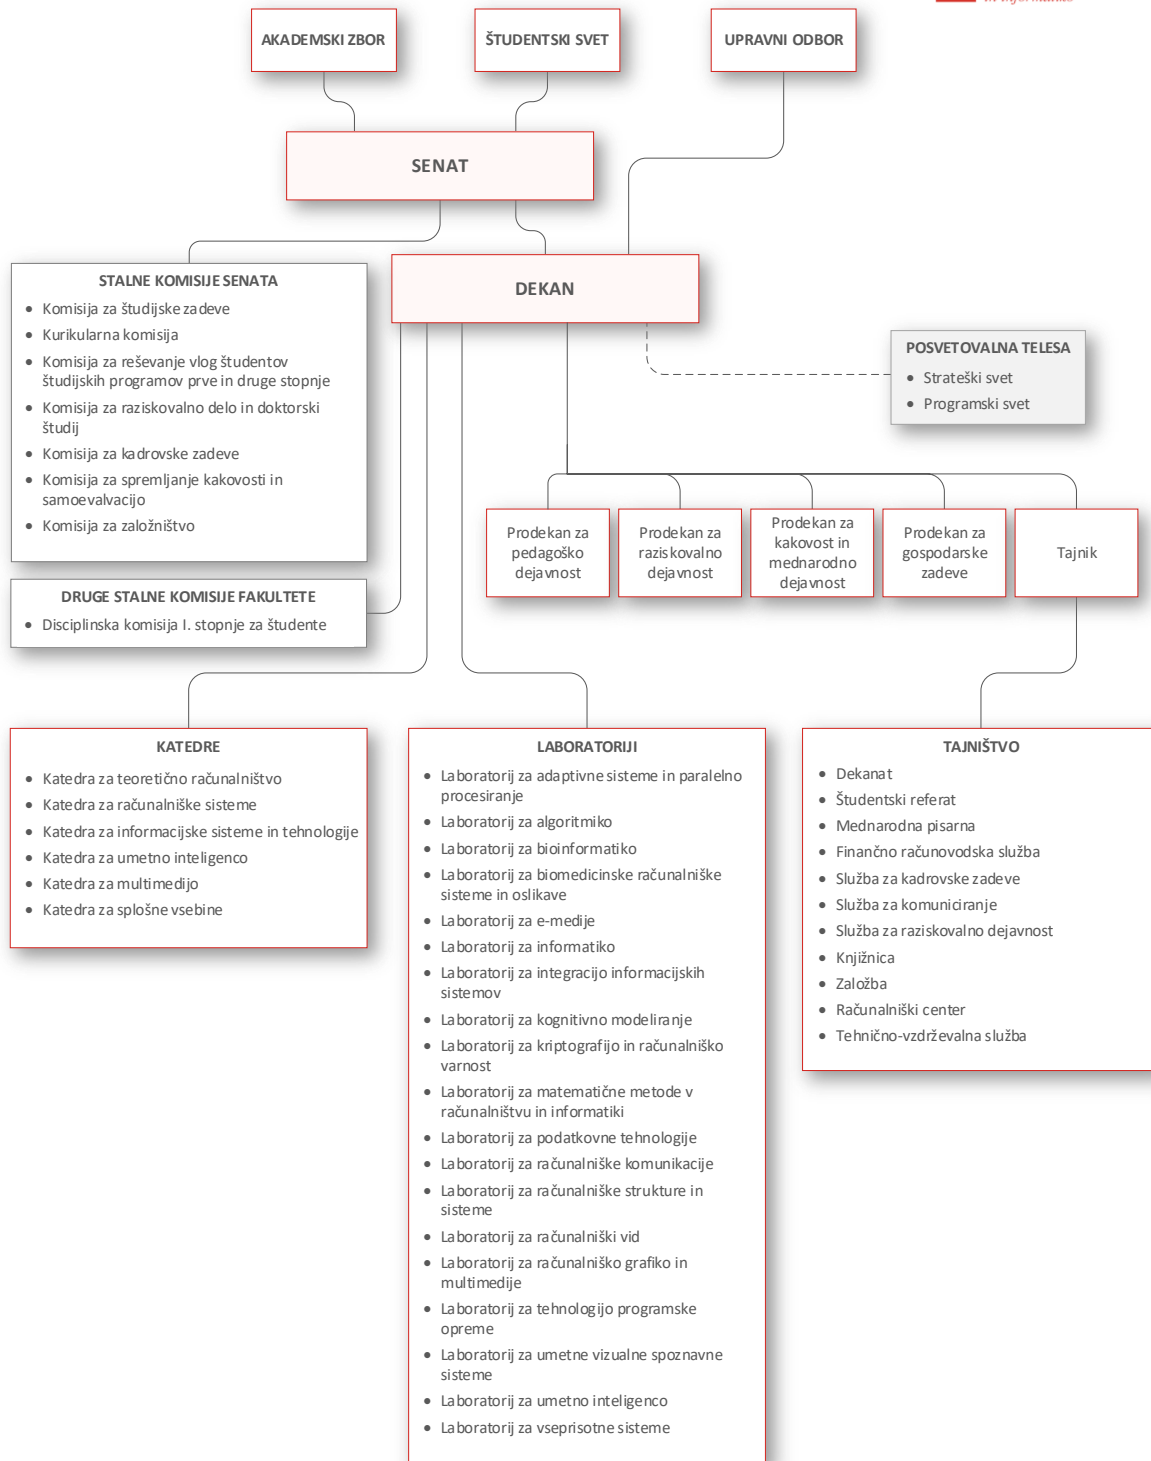 in informatiko
AKADEMSKI ZBOR
ŠTUDENTSKI SVET
UPRAVNI ODBOR
SENAT
DEKAN
STALNE KOMISIJE SENATA
• Komisija za študijske zadeve
• Kurikularna komisija
• Komisija za reševanje vlog študentov
študijskih programov prve in druge stopnje
• Komisija za raziskovalno delo in doktorski
študij
• Komisija za kadrovske zadeve
• Komisija za spremljanje kakovosti in
samoevalvacijo
• Komisija za založništvo
POSVETOVALNA TELESA
• Strateški svet
• Programski svet
Prodekan za
pedagoško
dejavnost
Prodekan za
raziskovalno
dejavnost
Prodekan za
kakovost in
mednarodno
dejavnost
Prodekan za
gospodarske
zadeve
Tajnik
DRUGE STALNE KOMISIJE FAKULTETE
• Disciplinska komisija I. stopnje za študente
KATEDRE
• Katedra za teoretično računalništvo
• Katedra za računalniške sisteme
• Katedra za informacijske sisteme in tehnologije
• Katedra za umetno inteligenco
• Katedra za multimedijo
• Katedra za splošne vsebine
LABORATORIJI
• Laboratorij za adaptivne sisteme in paralelno
procesiranje
• Laboratorij za algoritmiko
• Laboratorij za bioinformatiko
• Laboratorij za biomedicinske računalniške
sisteme in oslikave
• Laboratorij za e-medije
• Laboratorij za informatiko
• Laboratorij za integracijo informacijskih
sistemov
• Laboratorij za kognitivno modeliranje
• Laboratorij za kriptografijo in računalniško
varnost
• Laboratorij za matematične metode v
računalništvu in informatiki
• Laboratorij za podatkovne tehnologije
• Laboratorij za računalniške komunikacije
• Laboratorij za računalniške strukture in
sisteme
• Laboratorij za računalniški vid
• Laboratorij za računalniško grafiko in
multimedije
• Laboratorij za tehnologijo programske
opreme
• Laboratorij za umetne vizualne spoznavne
sisteme
• Laboratorij za umetno inteligenco
• Laboratorij za vseprisotne sisteme
TAJNIŠTVO
• Dekanat
• Študentski referat
• Mednarodna pisarna
• Finančno računovodska služba
• Služba za kadrovske zadeve
• Služba za komuniciranje
• Služba za raziskovalno dejavnost
• Knjižnica
• Založba
• Računalniški center
• Tehnično-vzdrževalna služba